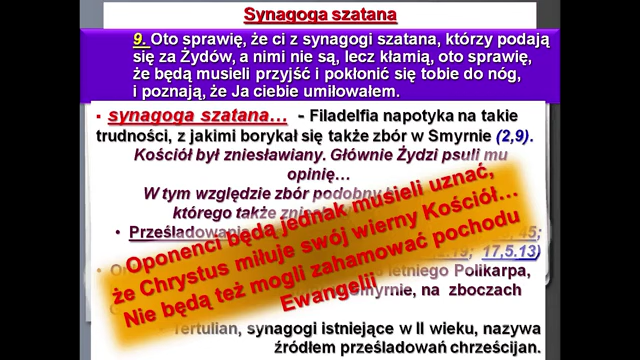 Synagoga szatana
9. Oto sprawię, że ci z synagogi szatana, którzy podają
się za Żydów, a nimi nie są, lecz kłamią, oto sprawię,
że będą musieli przyjść i pokłonić się tobie do nóg,
i poznają, że Ja ciebie umiłowałem.
▪ synagoga szatana… - Filadelfia napotyka na takie
trudności, z jakimi borykał się także zbór w Smyrnie (2,9).
Kościół był zniesławiany. Głównie Żydzi psuli mu
opinię…
W tym względzie zbór podobny
którego także
• Prześladowania 45;
17,5.13)
letniego Polikarpa,
Smyrnie, na zboczach
Tertulian, synagogi istniejące w II wieku, nazywa
źródłem prześladowań chrześcijan.
Oponenci będą jednak musieli uznać,
że Chrystus miłuje swój wierny Kościół…
Nie będą też mogli zahamować pochodu
Ewangelii